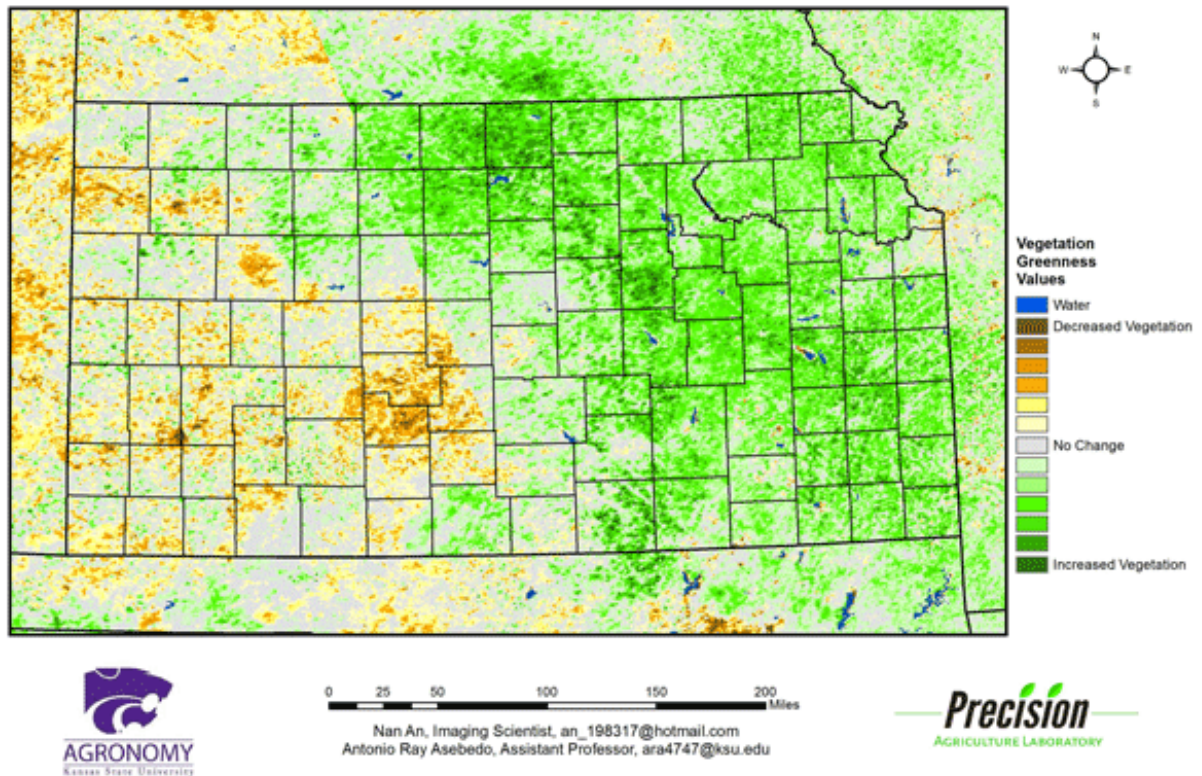 N
W E
S
Vegetation
Greenness
Values
Water
Decreased Vegetation
No Change
Increased Vegetation
0 25 50 100 150 200
Miles
Nan An, Imaging Scientist, an_198317@hotmail.com
Antonio Ray Asebedo, Assistant Professor, ara4747@ksu.edu
AGRONOMY
Kansas State University
Precision
AGRICULTURE LABORATORY